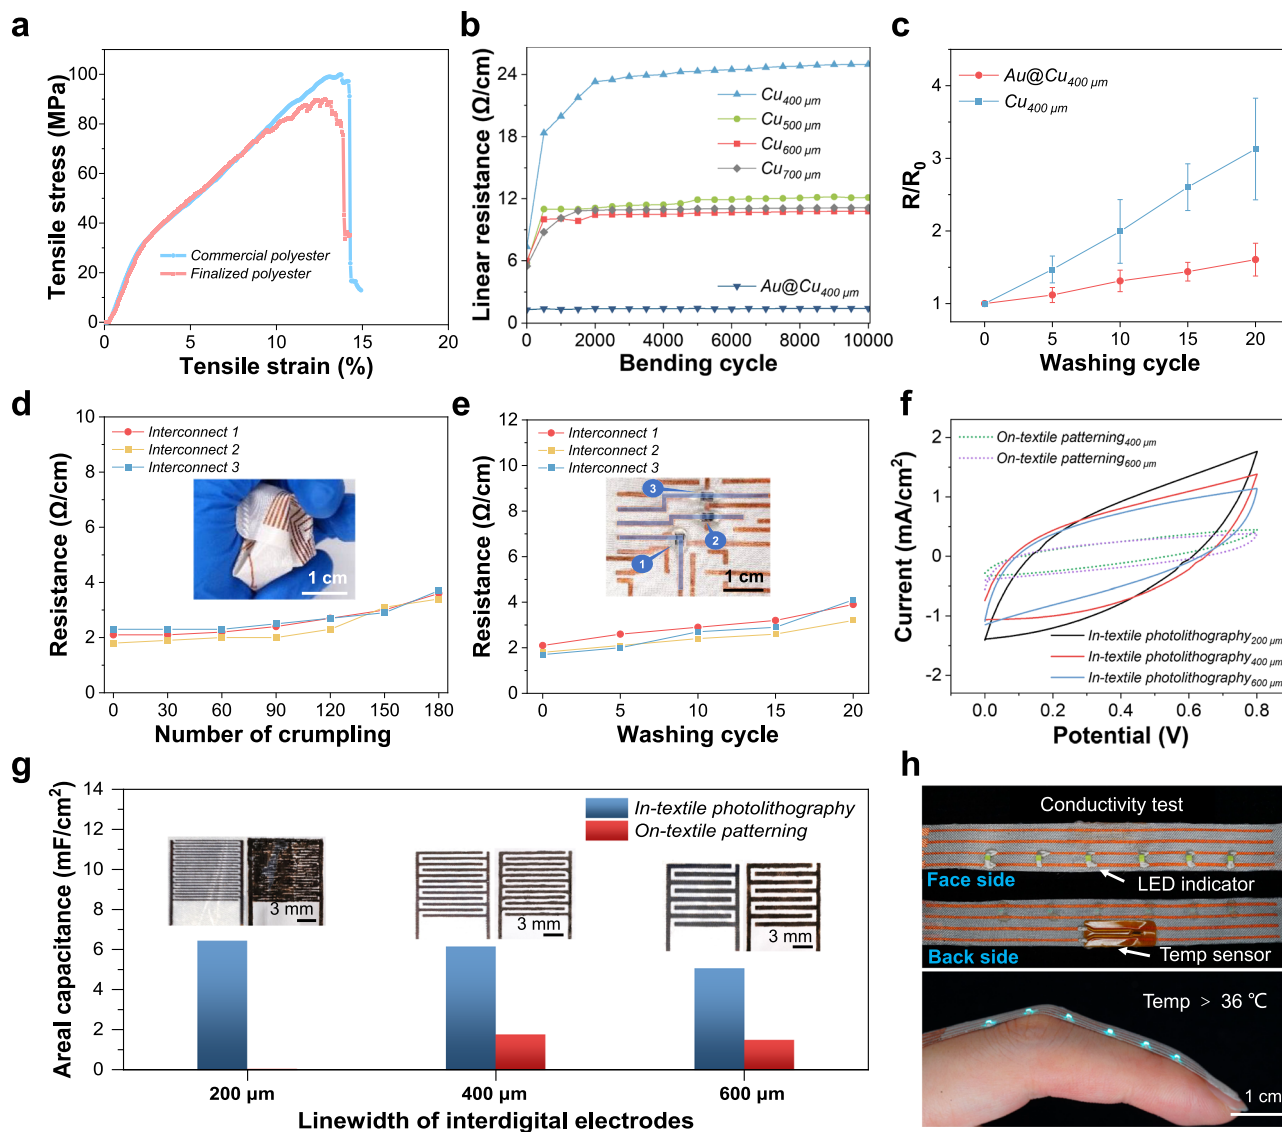 a
Tensile stress (MPa)
100
80
60
40
20
0
Commercial polyester
Finalized polyester
0 5 10 15 20
Tensile strain (%)
b
Linear resistance (Ω/cm)
24
18
12
6
0
Cu400 µm
Cu500 µm
Cu600 µm
Cu700 µm
Au@Cu400 µm
0 2000 4000 6000 8000 10000
Bending cycle
c
R/R0
4
3
2
1
Au@Cu400 µm
Cu400 µm
0 5 10 15 20
Washing cycle
d
Resistance (Ω/cm)
10
8
6
4
2
0
Interconnect 1
Interconnect 2
Interconnect 3
1 cm
0 30 60 90 120 150 180
Number of crumpling
e
Resistance (Ω/cm)
12
10
8
6
4
2
0
Interconnect 1
Interconnect 2
Interconnect 3
3
2
1
1 cm
0 5 10 15 20
Washing cycle
f
Current (mA/cm2)
2
1
0
-1
-2
On-textile patterning400 µm
On-textile patterning600 µm
In-textile photolithography200 µm
In-textile photolithography400 µm
In-textile photolithography600 µm
0.0 0.2 0.4 0.6 0.8
Potential (V)
g
Areal capacitance (mF/cm2)
14
12
10
8
6
4
2
0
In-textile photolithography
On-textile patterning
3 mm
3 mm
3 mm
200 µm 400 µm 600 µm
Linewidth of interdigital electrodes
h
Conductivity test
Face side
LED indicator
Back side
Temp sensor
Temp > 36 ℃
1 cm